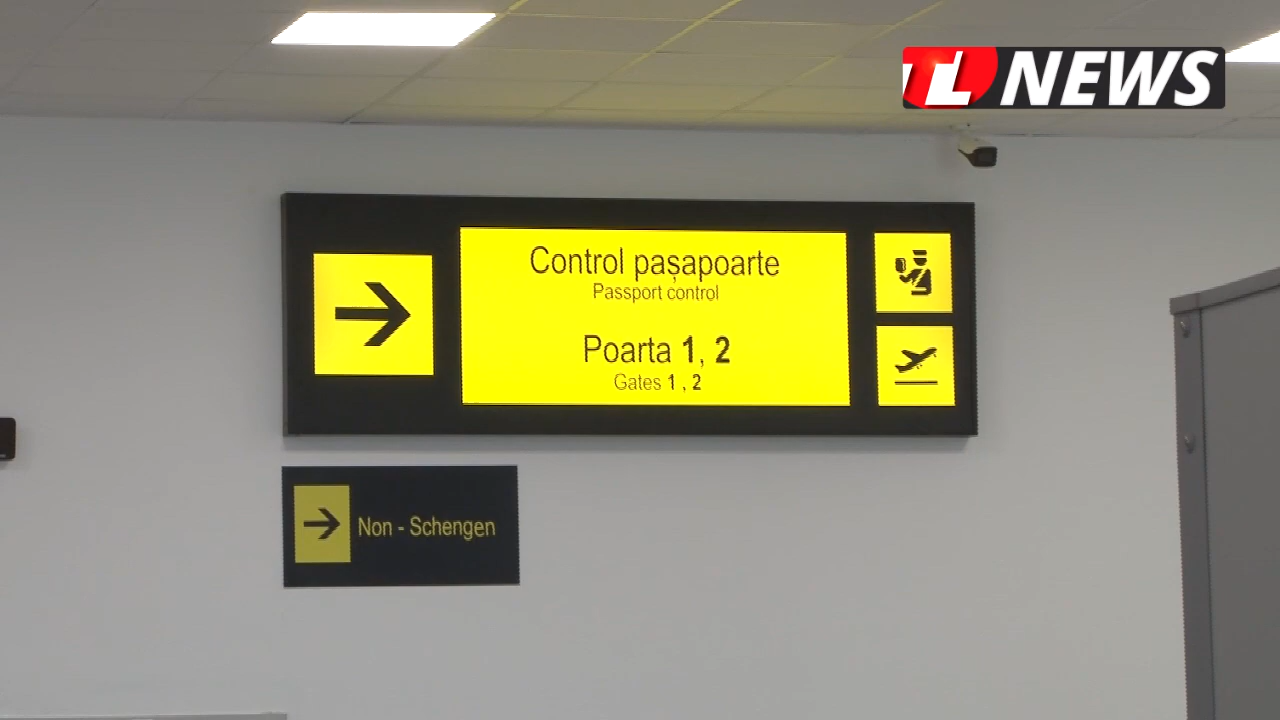 TL NEWS
Control pașapoarte
Passport control
Poarta 1, 2
Gates 1 , 2
Non - Schengen